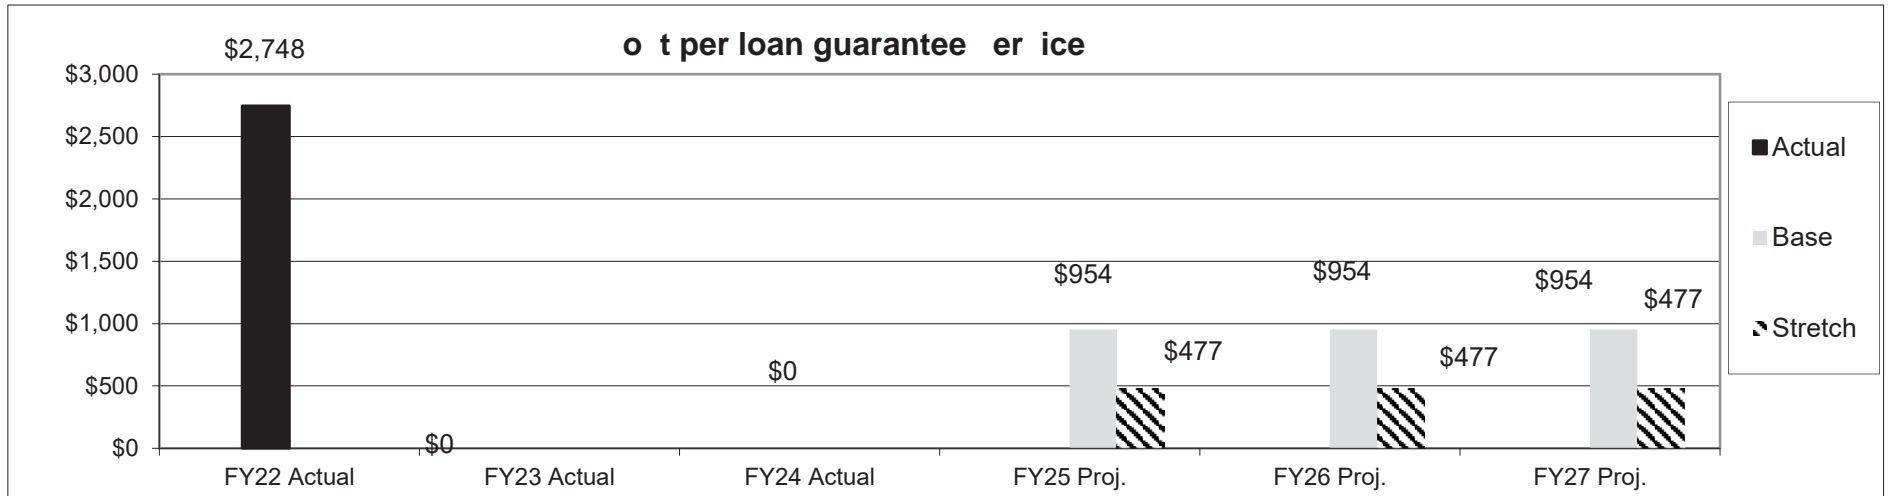 o t per loan guarantee er ice
$2,748
$3,000
$2,500
$2,000
$1,500
$1,000
$500
$0
$0
$0
$954
$477
$954
$477
$954
$477
FY22 Actual
FY23 Actual
FY24 Actual
FY25 Proj.
FY26 Proj.
FY27 Proj.
Actual
Base
Stretch